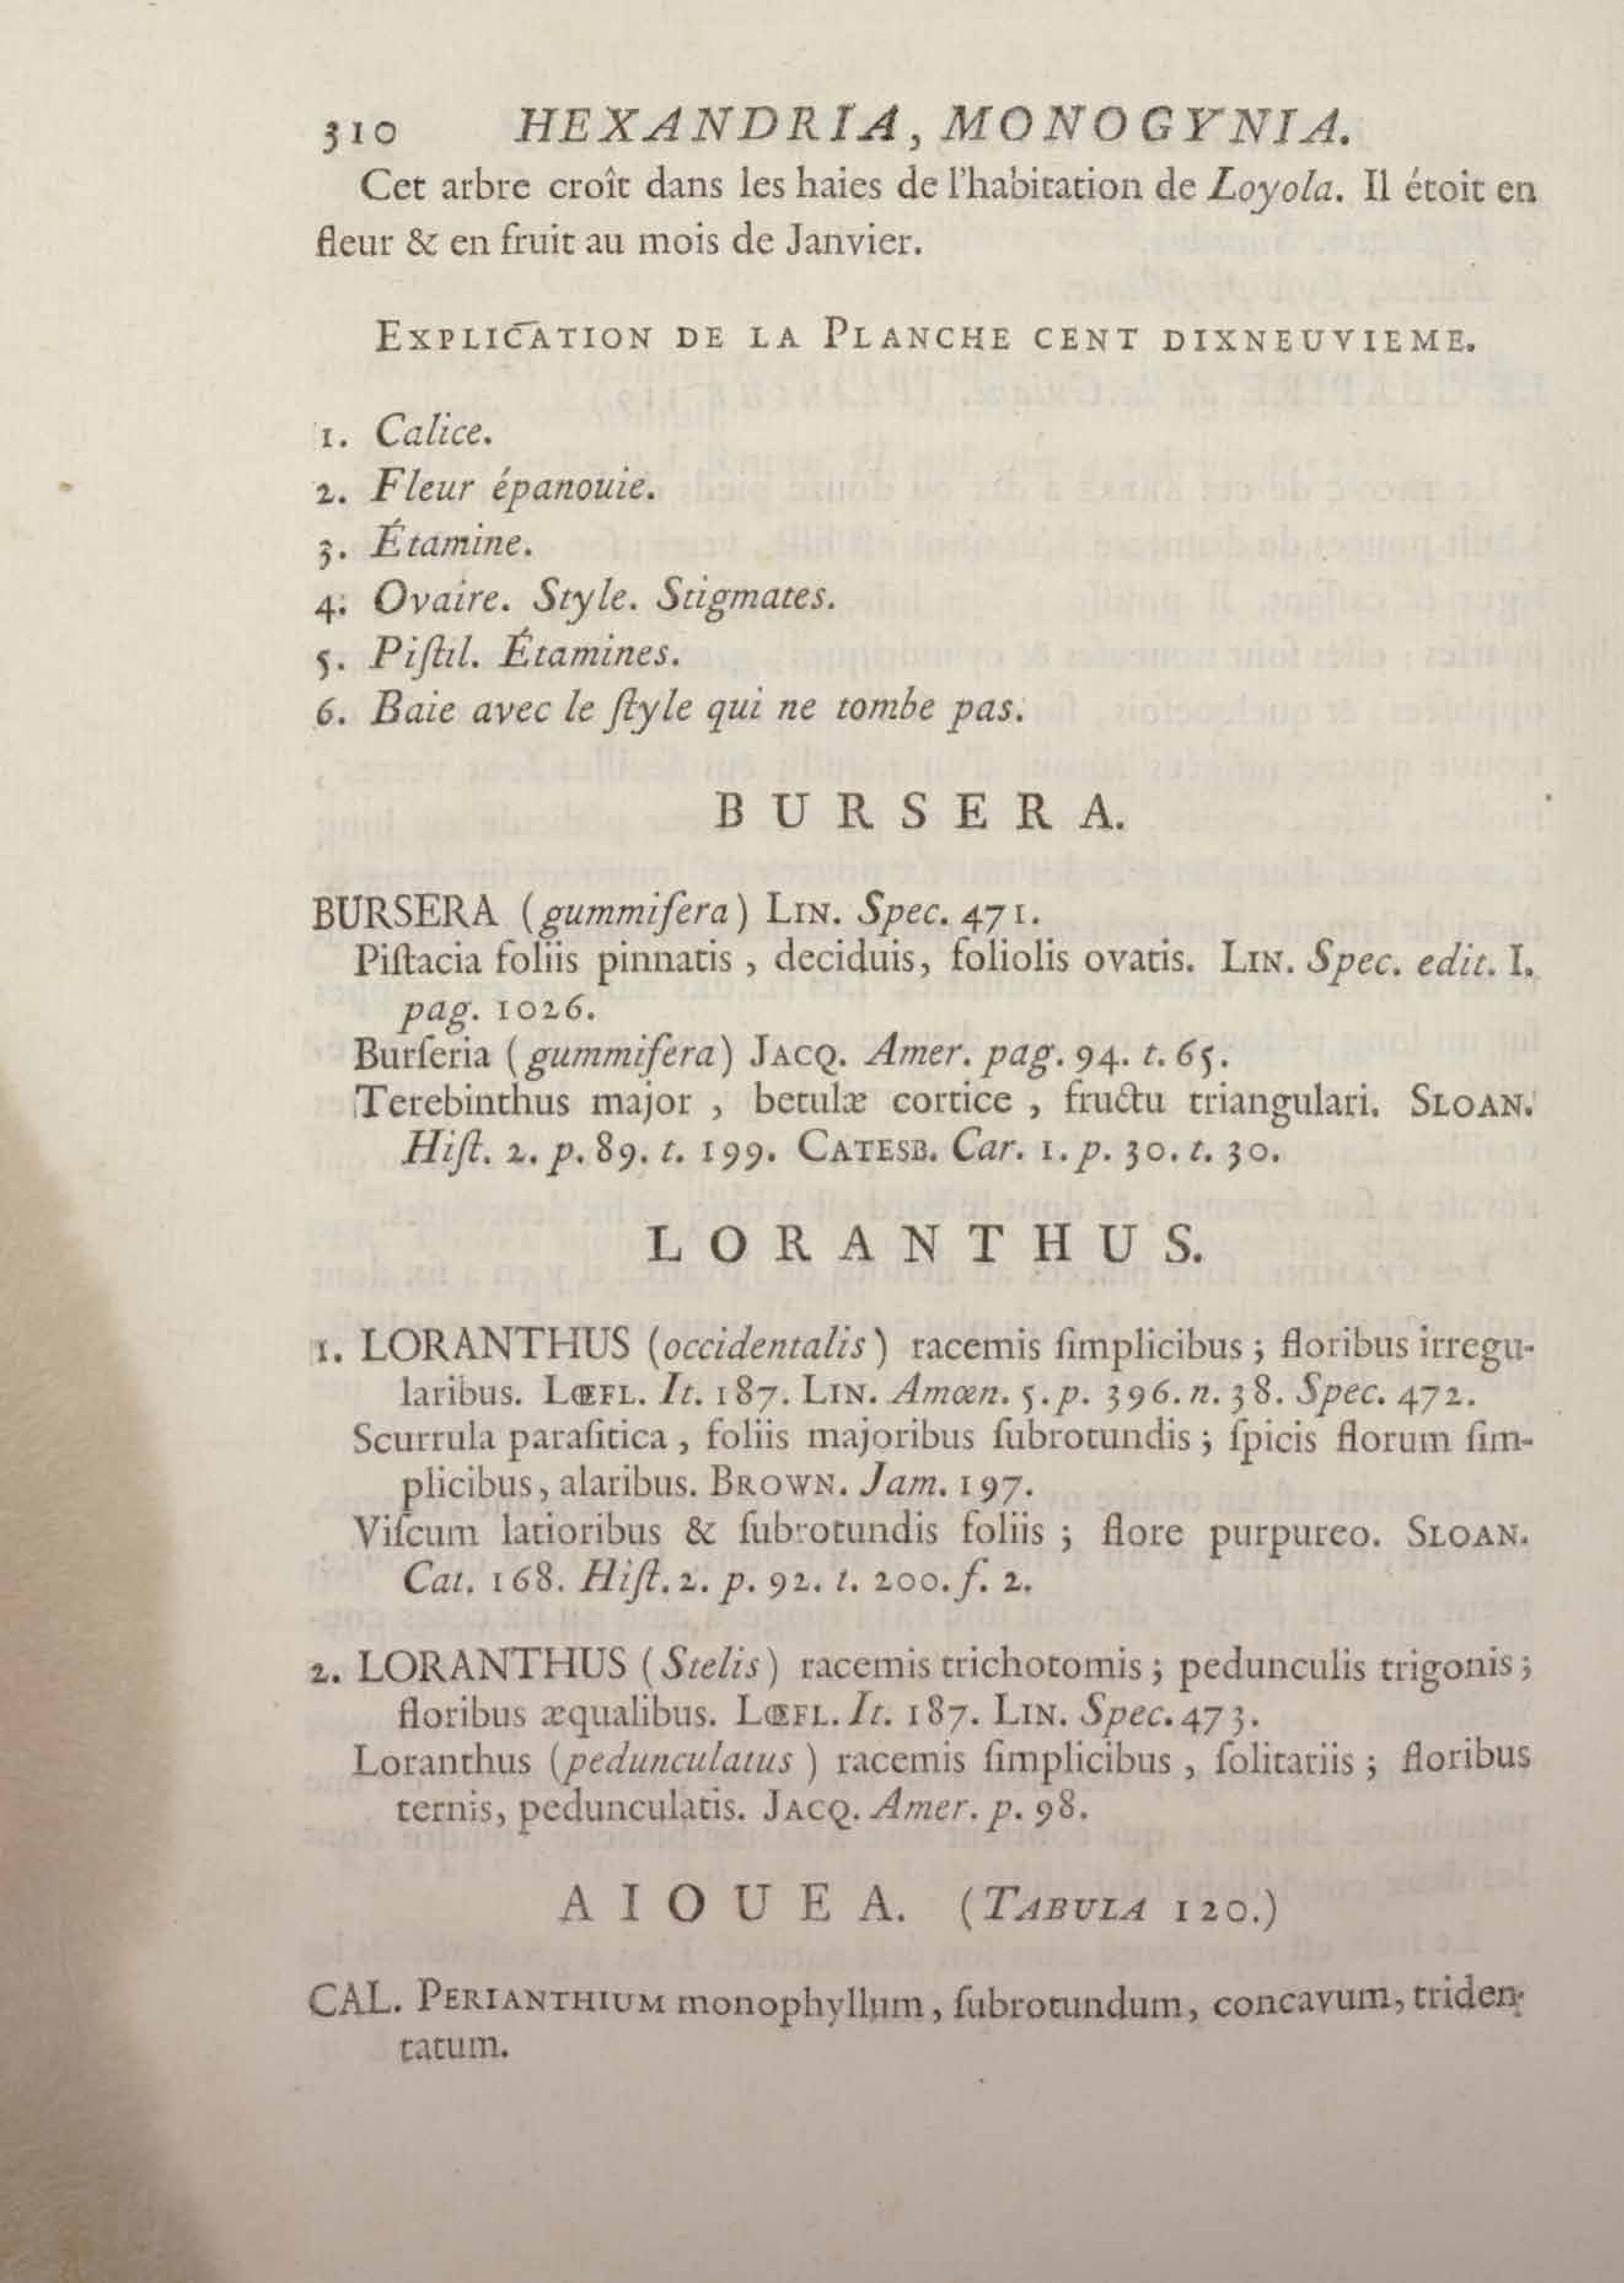 310 HEXANDRIA, MONOGYNIA.
Cet arbre croît dans les haies de l'habitation de Loyola. Il étoit en
fleur & en fruit au mois de Janvier.
EXPLICATION DE LA PLANCHE CENT DIXNEUVIEME.
1. Calice.
2. Fleur épanouie.
3. Étamine.
4. Ovaire. Style. Stigmates.
5. Piſtil. Étamines.
6. Baie avec le ſtyle qui ne tombe pas.
BURSERA.
BURSERA (gummifera) LIN. Spec. 471.
Piſtacia foliis pinnatis, deciduis, foliolis ovatis. LIN. Spec. edit. I.
pag. 1026.
Burſeria (gummifera) JACQ. Amer. pag. 94. t. 65.
Terebinthus major, betulæ cortice, fructu triangulari. SLOAN.
Hiſt. 2. p. 89. t. 199. CATESB. Car. 1. p. 30. t. 30.
LORANTHUS.
1. LORANTHUS (occidentalis) racemis ſimplicibus; floribus irregu-
laribus. LŒFL. It. 187. LIN. Amœn. 5. p. 396. n. 38. Spec. 472.
Scurrula paraſitica, foliis majoribus ſubrotundis; ſpicis florum ſim-
plicibus, alaribus. BROWN. Jam. 197.
Viſcum latioribus & ſubrotundis foliis; flore purpureo. SLOAN.
Cat. 168. Hiſt. 2. p. 92. t. 200. f. 2.
2. LORANTHUS (Stelis) racemis trichotomis; pedunculis trigonis;
floribus æqualibus. LŒFL. It. 187. LIN. Spec. 473.
Loranthus (pedunculatus) racemis ſimplicibus, ſolitariis; floribus
ternis, pedunculatis. JACQ. Amer. p. 98.
AIOUEA. (TABULA 120.)
CAL. PERIANTHIUM monophyllum, ſubrotundum, concavum, triden-
tatum.